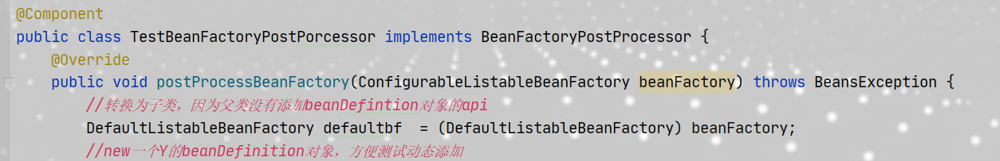 @Component
public class TestBeanFactoryPostPorcessor implements BeanFactoryPostProcessor {
@Override
public void postProcessBeanFactory(ConfigurableListableBeanFactory beanFactory) throws BeansException {
//转换为子类，因为父类没有添加beanDefintion对象的api
DefaultListableBeanFactory defaultbf  = (DefaultListableBeanFactory) beanFactory;
//new一个Y的beanDefinition对象，方便测试动态添加